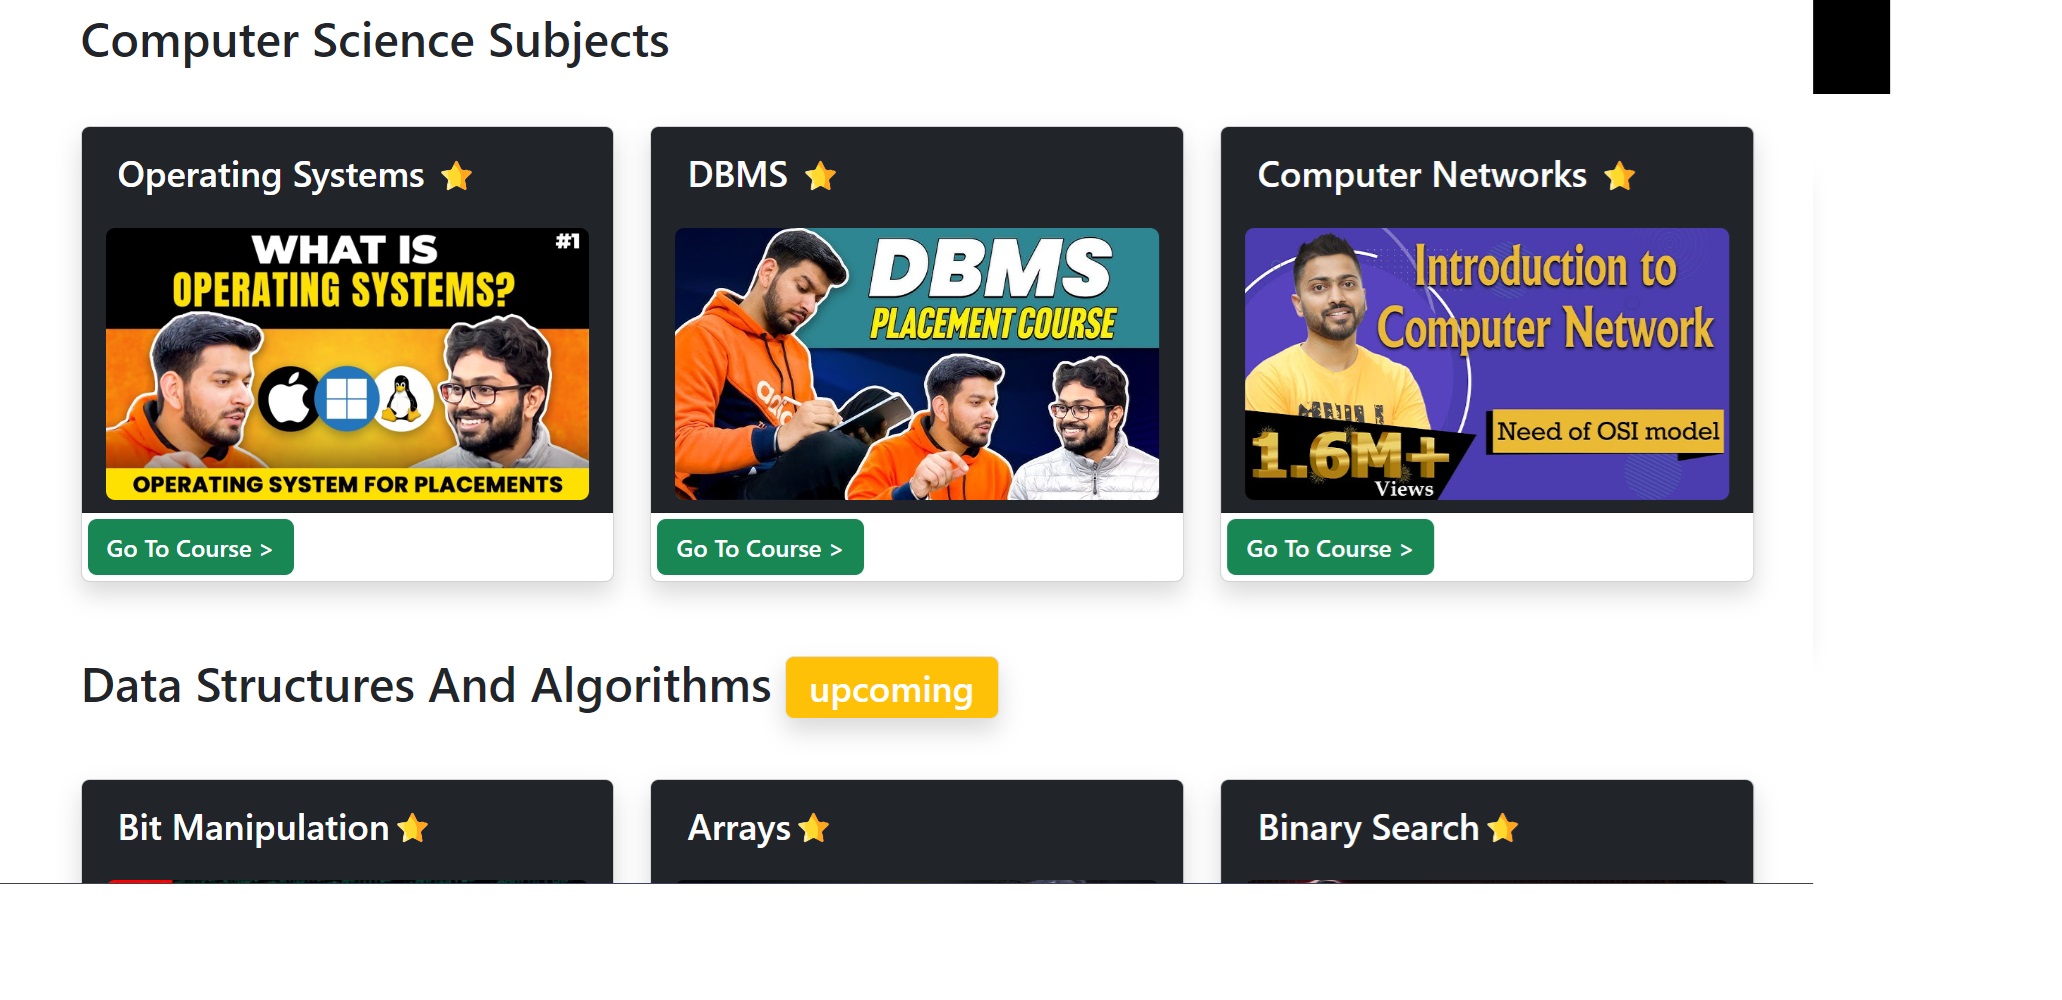 Computer Science Subjects
Operating Systems
DBMS
Computer Networks
WHAT IS
#1
OPERATING SYSTEMS?
OPERATING SYSTEM FOR PLACEMENTS
DBMS
PLACEMENT COURSE
Introduction to
Computer Network
Need of OSI model
1.6M+
Views
Go To Course >
Go To Course >
Go To Course >
Data Structures And Algorithms
upcoming
Bit Manipulation
Arrays
Binary Search